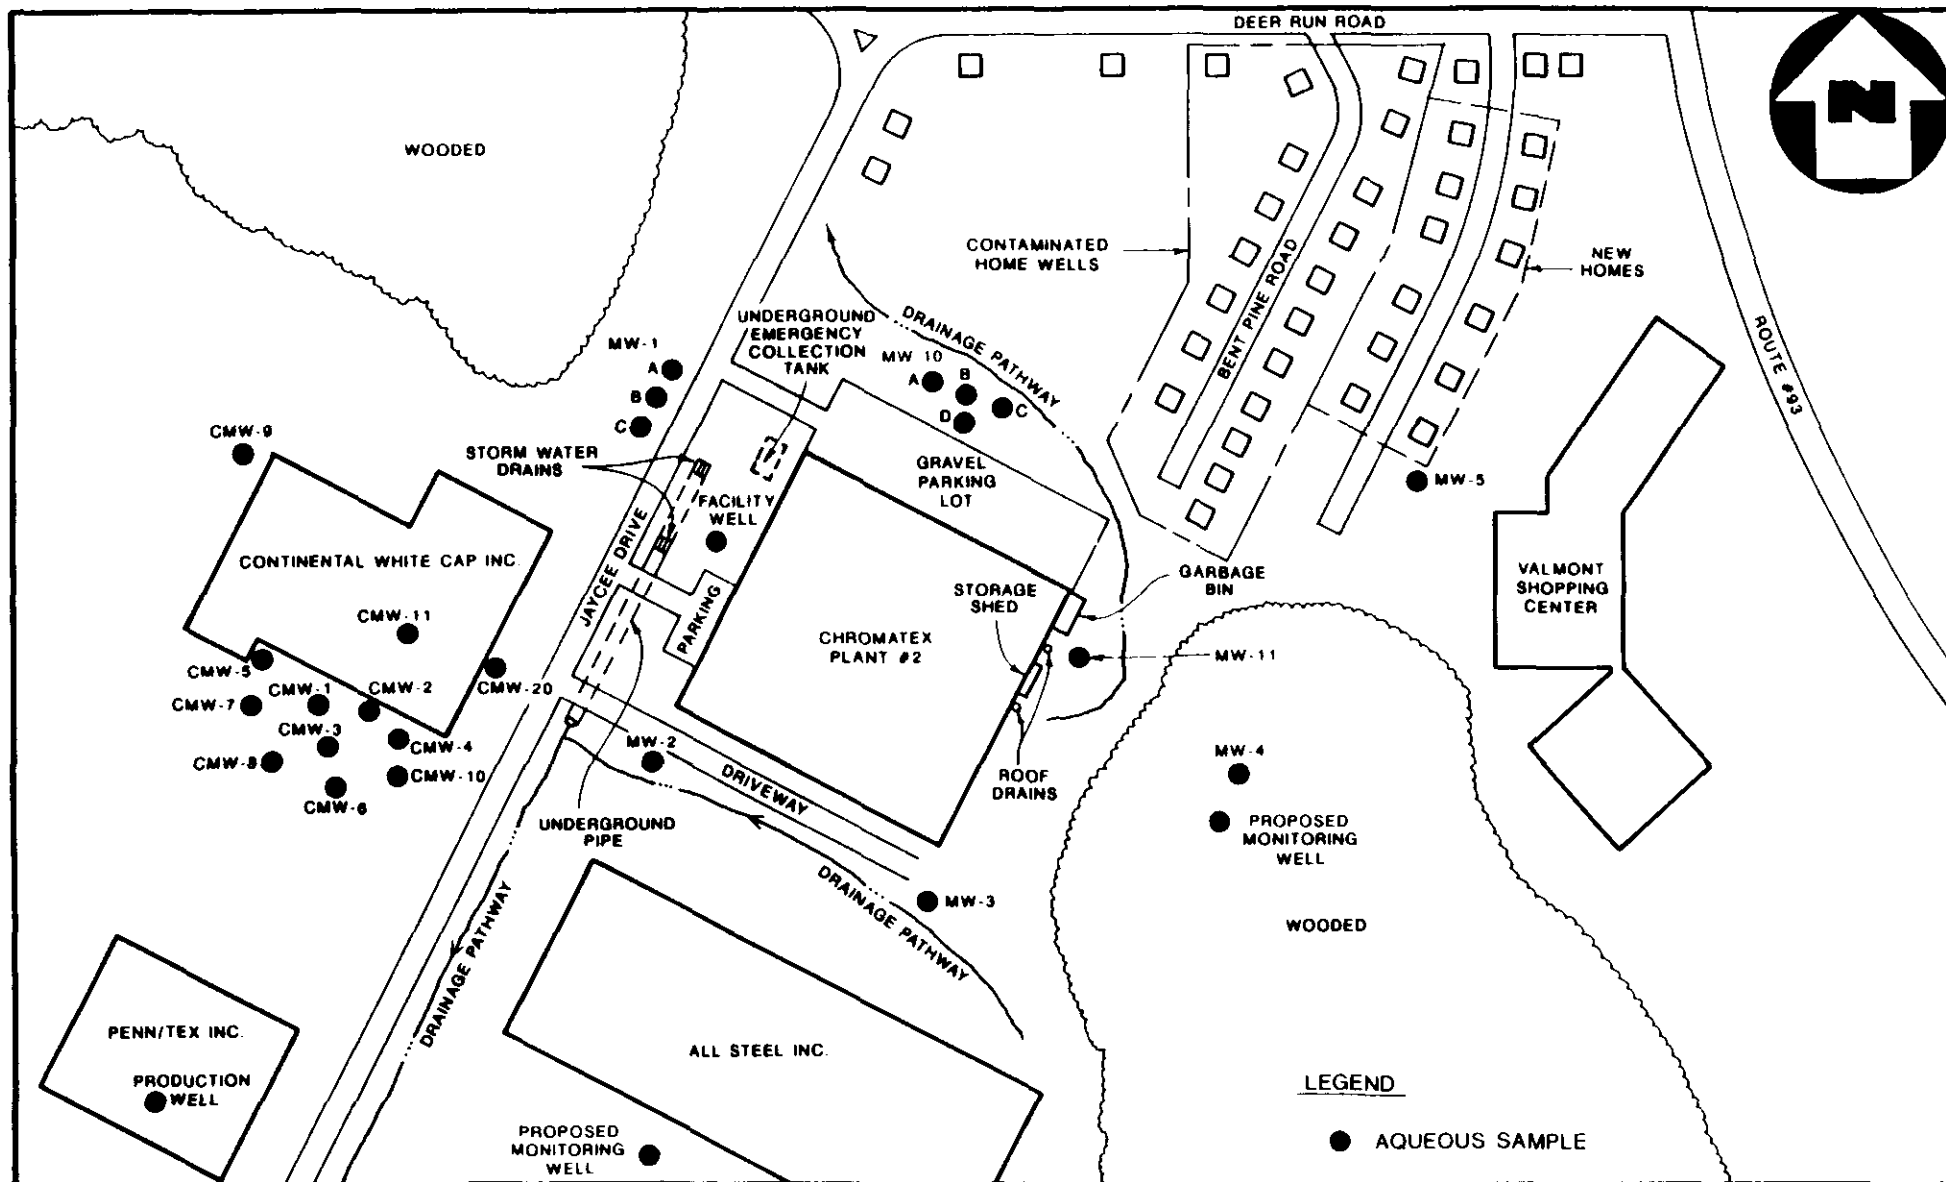 DEER RUN ROAD
N
WOODED
CONTAMINATED
HOME WELLS
NEW
HOMES
BENT PINE ROAD
ROUTE #93
DRAINAGE PATHWAY
UNDERGROUND
EMERGENCY
COLLECTION
TANK
MW-1
A
B
C
MW 10
A
B
C
D
CMW-9
STORM WATER
DRAINS
GRAVEL
PARKING
LOT
MW-5
FACILITY
WELL
JAYCEE DRIVE
CONTINENTAL WHITE CAP INC.
CMW-11
PARKING
STORAGE
SHED
GARBAGE
BIN
VALMONT
SHOPPING
CENTER
CHROMATEX
PLANT #2
MW-11
CMW-5
CMW-1
CMW-2
CMW-20
CMW-7
CMW-3
CMW-4
CMW-8
CMW-10
CMW-6
MW-2
DRIVEWAY
ROOF
DRAINS
MW-4
PROPOSED
MONITORING
WELL
UNDERGROUND
PIPE
DRAINAGE PATHWAY
MW-3
DRAINAGE PATHWAY
WOODED
PENN/TEX INC.
PRODUCTION
WELL
ALL STEEL INC.
PROPOSED
MONITORING
WELL
LEGEND
AQUEOUS SAMPLE